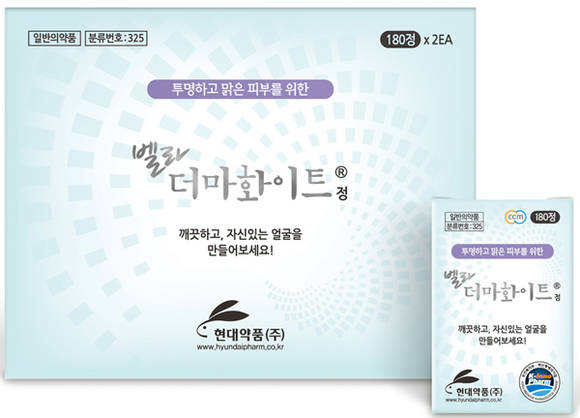 일반의약품 분류번호:325
180정 x 2EA
투명하고 맑은 피부를 위한
벨라
더마화이트®
정
깨끗하고, 자신있는 얼굴을
만들어보세요!
현대약품(주)
www.hyundaipharm.co.kr
일반의약품
분류번호:325
ccm 180정
투명하고 맑은 피부를 위한
벨라
더마화이트®
정
깨끗하고, 자신있는 얼굴을
만들어보세요!
현대약품(주)
www.hyundaipharm.co.kr
K-inno
Pharm